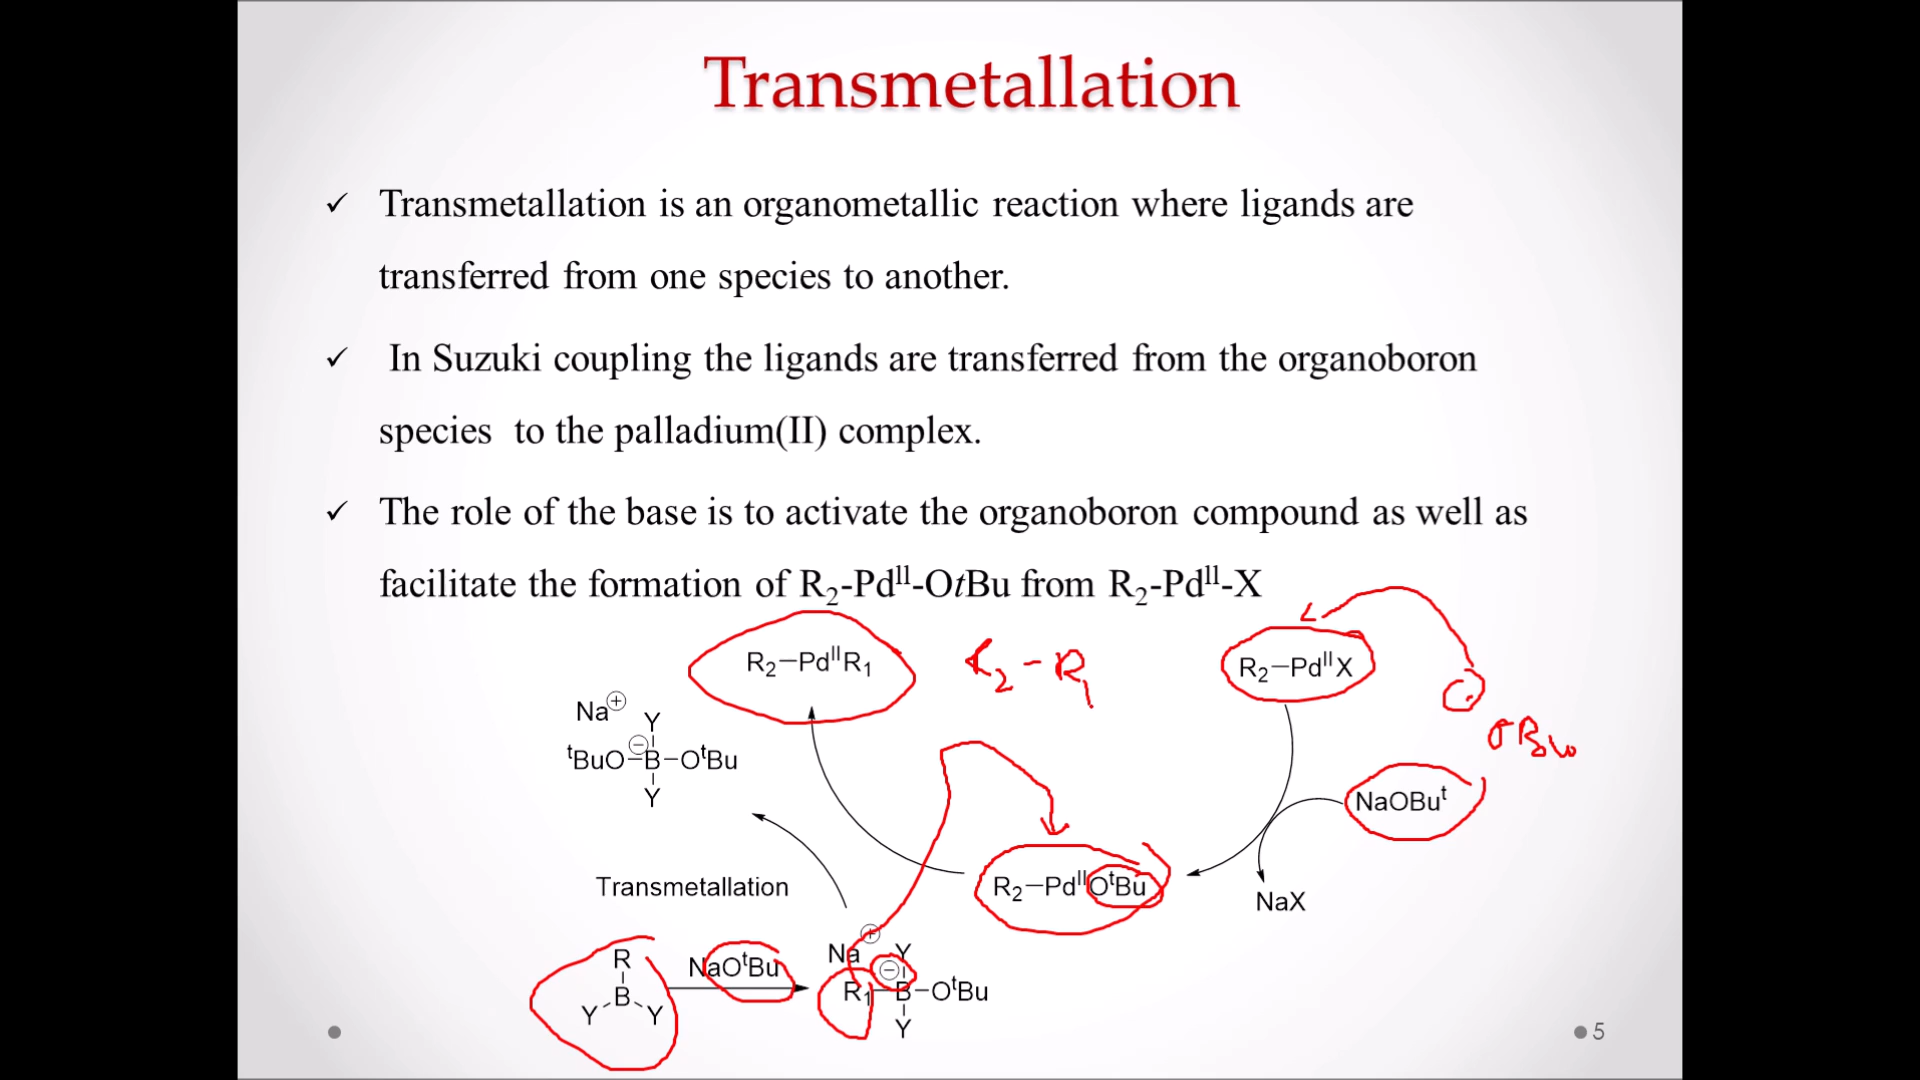 Transmetallation
✓ Transmetallation is an organometallic reaction where ligands are
transferred from one species to another.
✓ In Suzuki coupling the ligands are transferred from the organoboron
species to the palladium(II) complex.
✓ The role of the base is to activate the organoboron compound as well as
facilitate the formation of R₂-Pdᴵᴵ-OtBu from R₂-Pdᴵᴵ-X
R₂–PdᴵᴵR₁
R₂-R₁
R₂–PdᴵᴵX
Na⊕
Y
ᵗBuO–B⊖–OᵗBu
Y
OBu
NaOBuᵗ
Transmetallation
R₂–PdᴵᴵOᵗBu
NaX
R
B
Y Y
NaOᵗBu
Na⊕
Y
R₁–B⊖–OᵗBu
Y
5